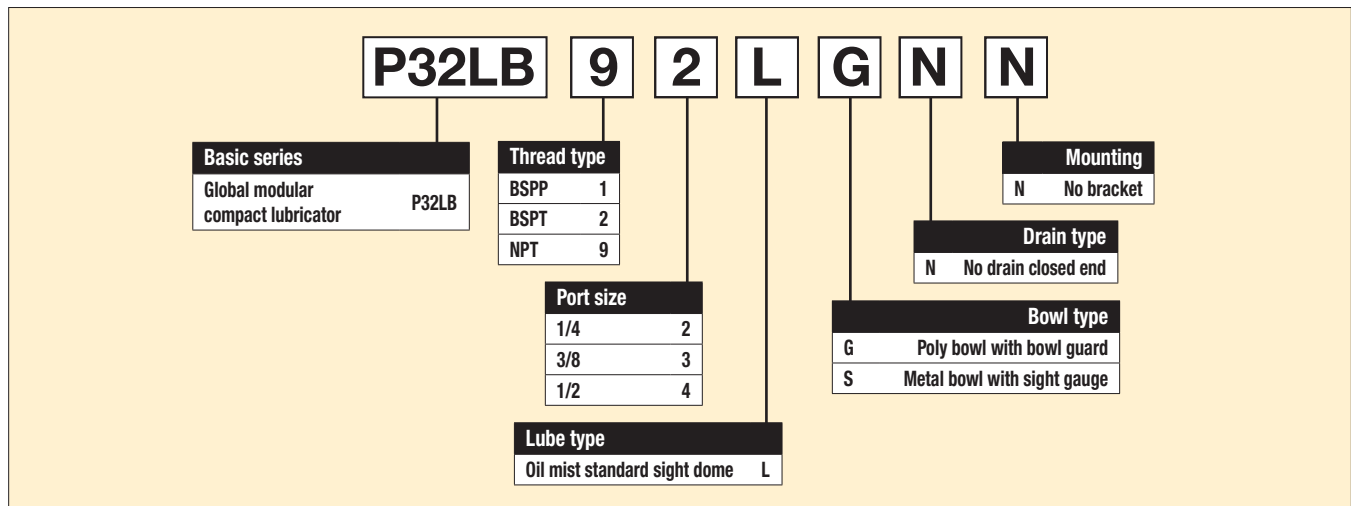 P32LB 9 2 L G N N
Basic series
Global modular
compact lubricator P32LB
Thread type
BSPP 1
BSPT 2
NPT 9
Mounting
N No bracket
Drain type
N No drain closed end
Port size
1/4 2
3/8 3
1/2 4
Bowl type
G Poly bowl with bowl guard
S Metal bowl with sight gauge
Lube type
Oil mist standard sight dome L